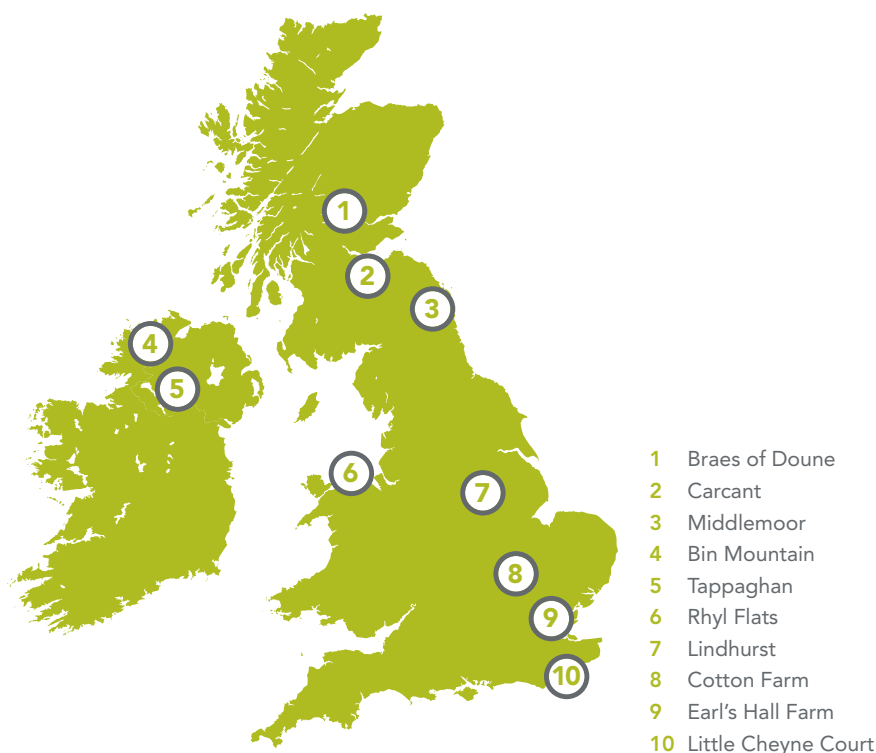 1
2
3
4
5
6
7
8
9
10
1 Braes of Doune
2 Carcant
3 Middlemoor
4 Bin Mountain
5 Tappaghan
6 Rhyl Flats
7 Lindhurst
8 Cotton Farm
9 Earl’s Hall Farm
10 Little Cheyne Court